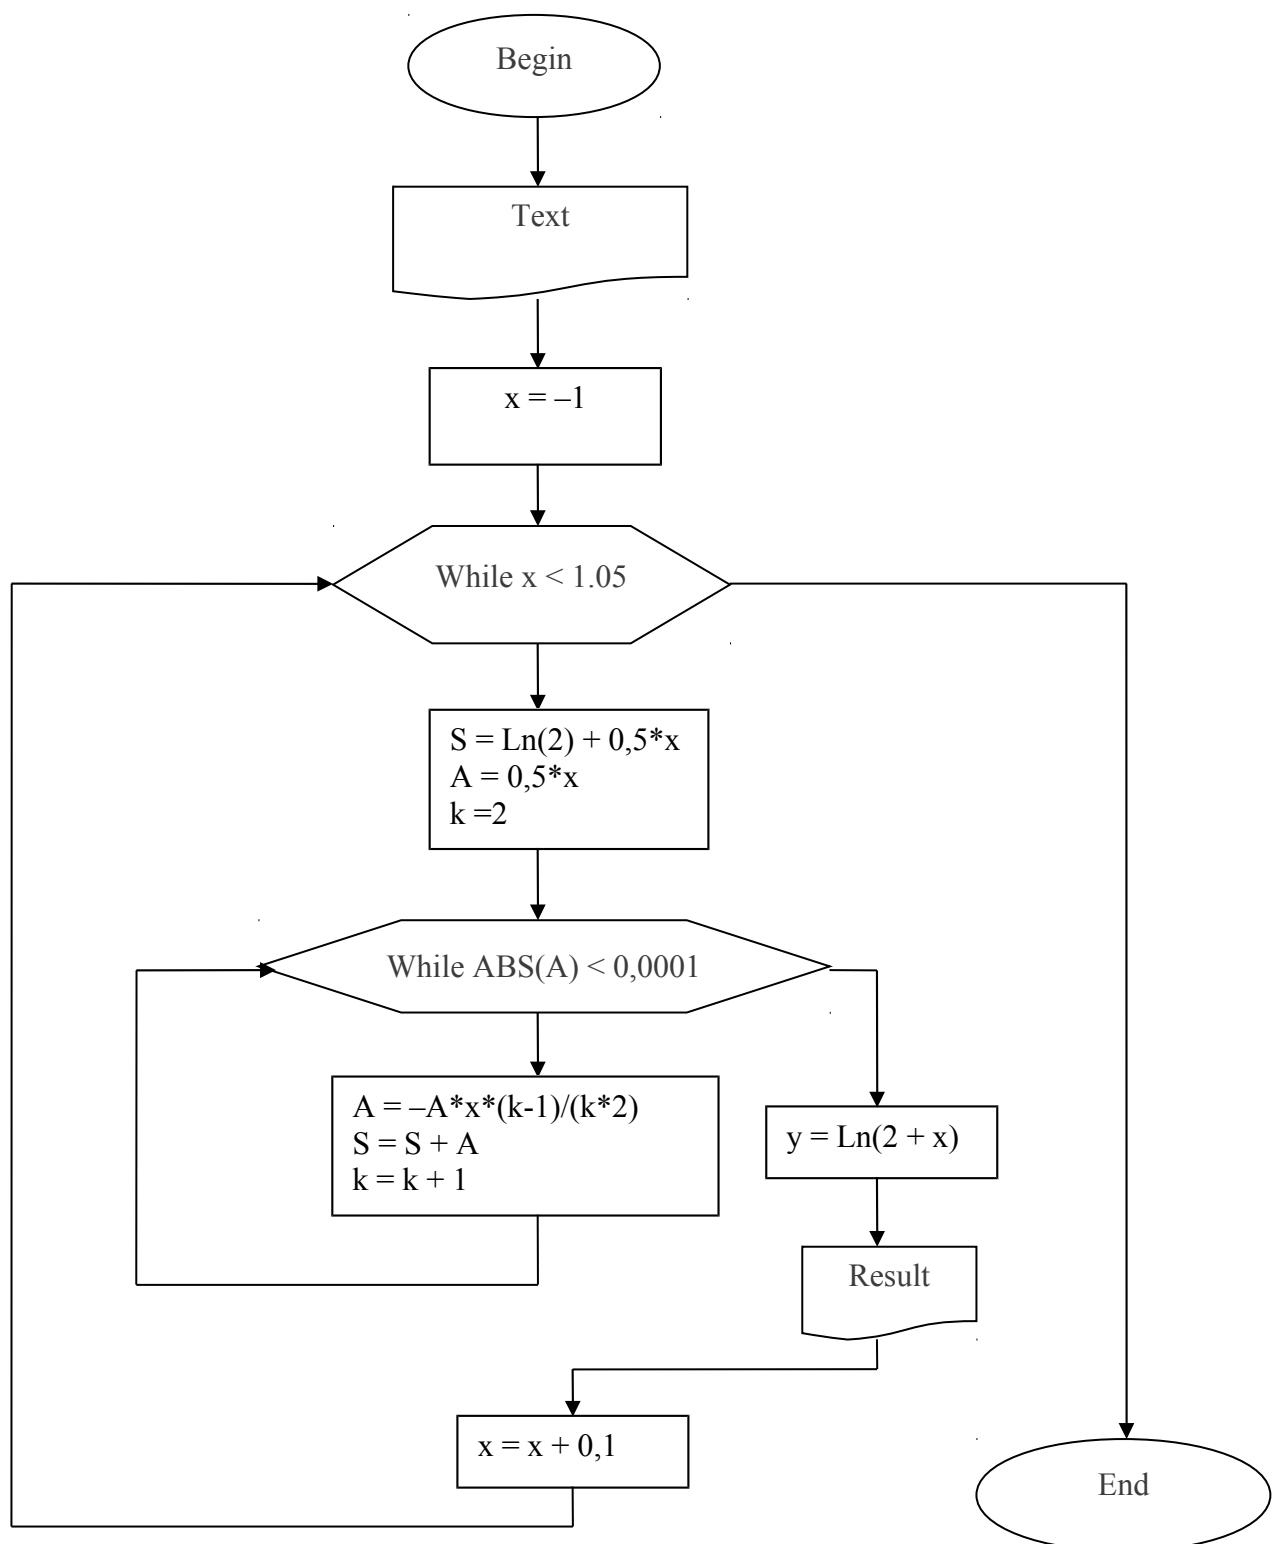 Begin
Text
x = –1
While x < 1.05
S = Ln(2) + 0,5*x
A = 0,5*x
k =2
While ABS(A) < 0,0001
A = –A*x*(k-1)/(k*2)
S = S + A
k = k + 1
y = Ln(2 + x)
Result
x = x + 0,1
End